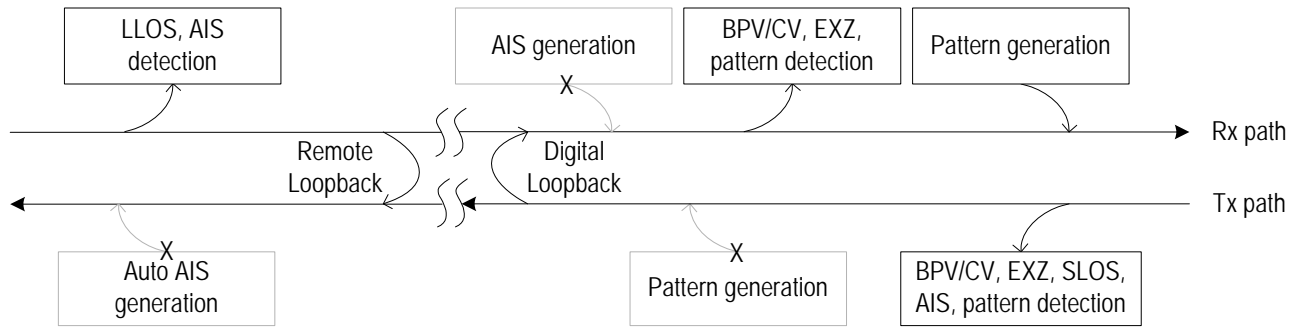 LLOS, AIS
detection
AIS generation
BPV/CV, EXZ,
pattern detection
Pattern generation
X
Rx path
Remote
Loopback
Digital
Loopback
Tx path
X
Auto AIS
generation
X
Pattern generation
BPV/CV, EXZ, SLOS,
AIS, pattern detection